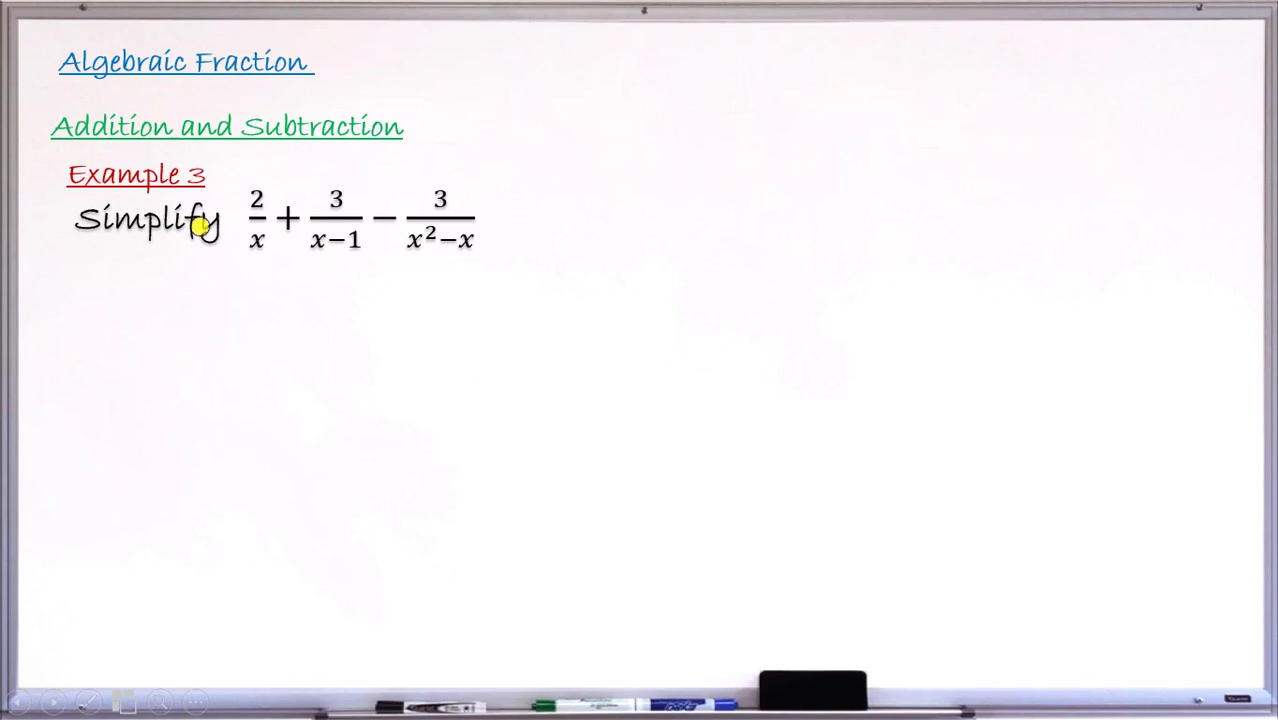 Algebraic Fraction
Addition and Subtraction
Example 3
Simplify 2/x + 3/(x−1) − 3/(x²−x)